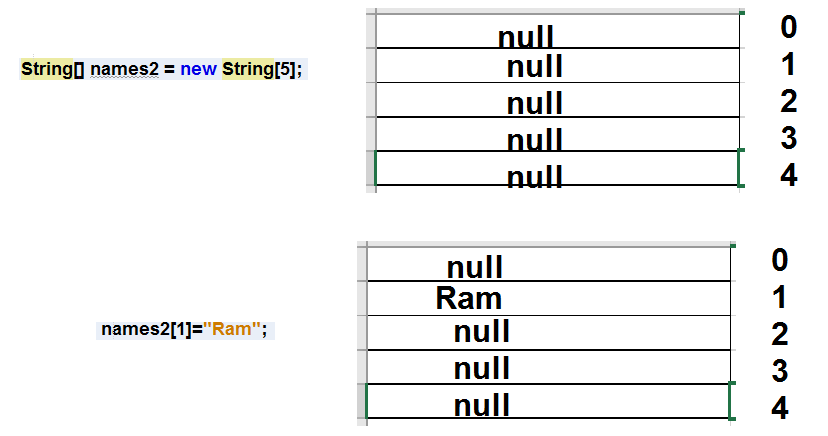 null 0
String[] names2 = new String[5]; null 1
null 2
null 3
null 4
null 0
Ram 1
names2[1]="Ram"; null 2
null 3
null 4